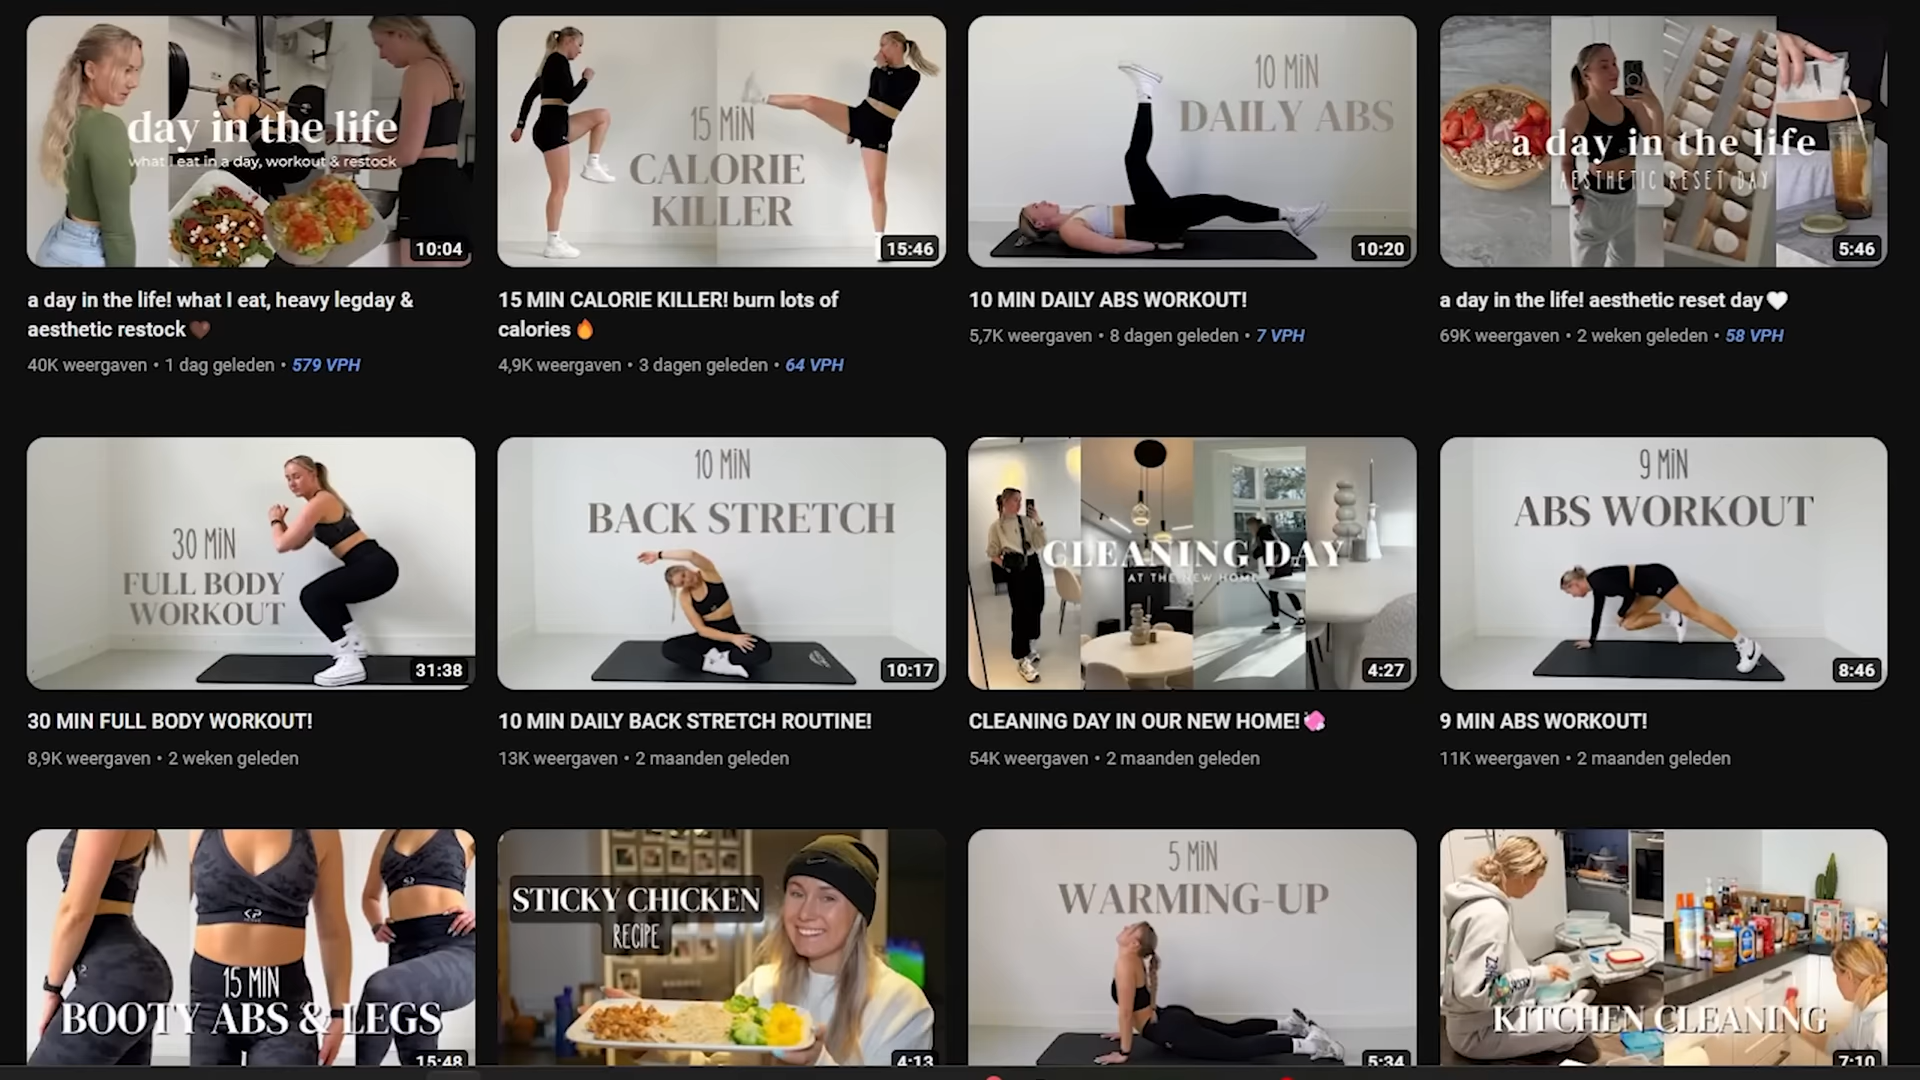 day in the life
what I eat in a day, workout & restock
10:04
15 MIN
CALORIE
KILLER
15:46
10 MIN
DAILY ABS
10:20
a day in the life
AESTHETIC RESET DAY
5:46
a day in the life! what I eat, heavy legday &
aesthetic restock🤎
40K weergaven • 1 dag geleden • 579 VPH
15 MIN CALORIE KILLER! burn lots of
calories🔥
4,9K weergaven • 3 dagen geleden • 64 VPH
10 MIN DAILY ABS WORKOUT!
5,7K weergaven • 8 dagen geleden • 7 VPH
a day in the life! aesthetic reset day🤍
69K weergaven • 2 weken geleden • 58 VPH
30 MIN
FULL BODY
WORKOUT
31:38
10 MIN
BACK STRETCH
10:17
CLEANING DAY
AT THE NEW HOME
4:27
9 MIN
ABS WORKOUT
8:46
30 MIN FULL BODY WORKOUT!
8,9K weergaven • 2 weken geleden
10 MIN DAILY BACK STRETCH ROUTINE!
13K weergaven • 2 maanden geleden
CLEANING DAY IN OUR NEW HOME!🧼
54K weergaven • 2 maanden geleden
9 MIN ABS WORKOUT!
11K weergaven • 2 maanden geleden
15 MIN
BOOTY ABS & LEGS
15:48
STICKY CHICKEN
RECIPE
4:13
5 MIN
WARMING-UP
5:34
KITCHEN CLEANING
7:10